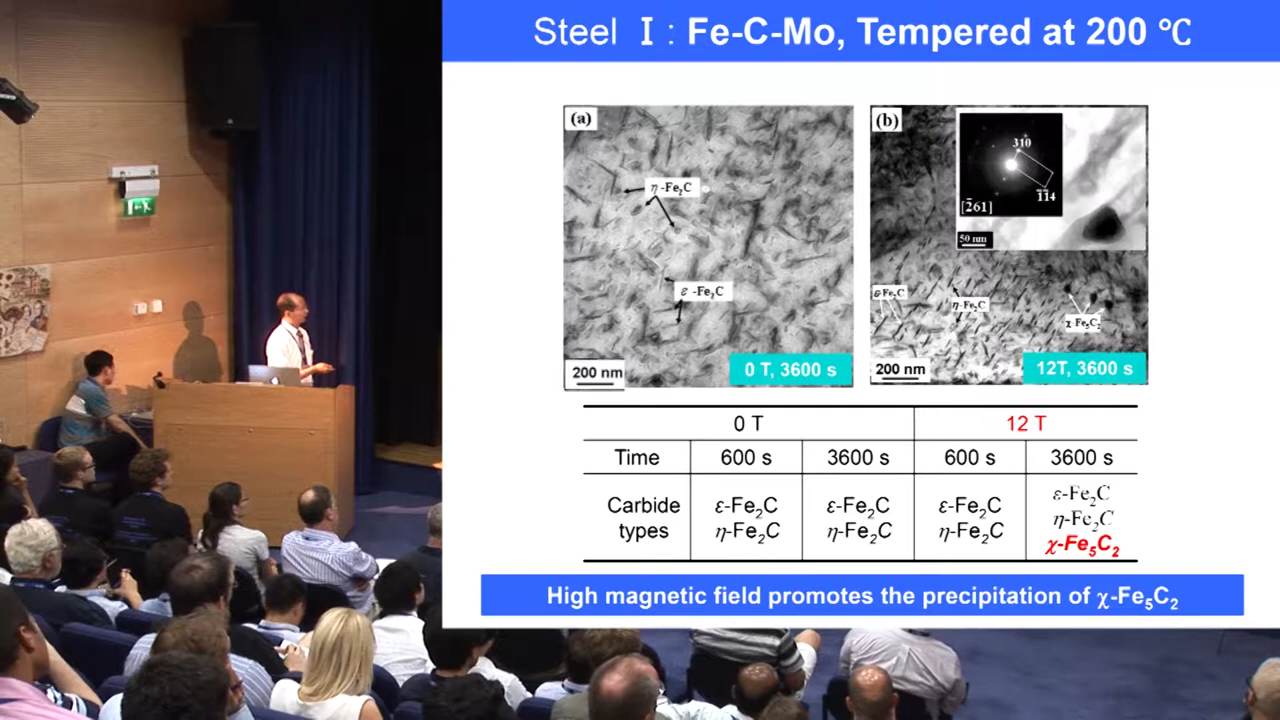 Steel Ⅰ: Fe-C-Mo, Tempered at 200 ℃
(a)
η-Fe₂C
ε-Fe₂C
200 nm
0 T, 3600 s
(b)
310
1̄1̄4
[2̄61]
50 nm
ε-Fe₂C
η-Fe₂C
χ Fe₅C₂
200 nm
12T, 3600 s
0 T 12 T
Time 600 s 3600 s 600 s 3600 s
Carbide types ε-Fe₂C ε-Fe₂C ε-Fe₂C ε-Fe₂C
η-Fe₂C η-Fe₂C η-Fe₂C η-Fe₂C
χ-Fe₅C₂
High magnetic field promotes the precipitation of χ-Fe₅C₂